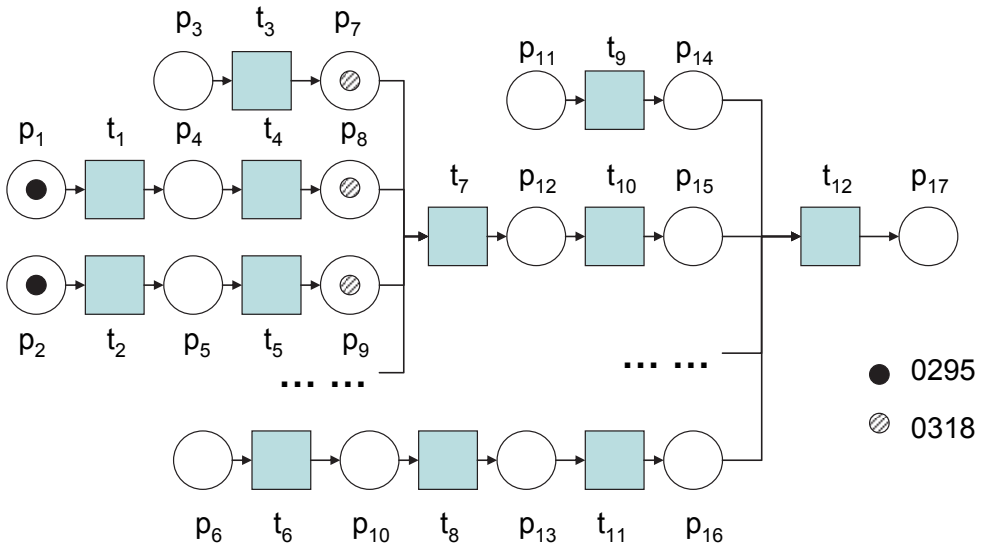 p3 t3 p7
p11 t9 p14
p1 t1 p4 t4 p8
t7 p12 t10 p15 t12 p17
p2 t2 p5 t5 p9
... ...
... ...
0295
0318
p6 t6 p10 t8 p13 t11 p16